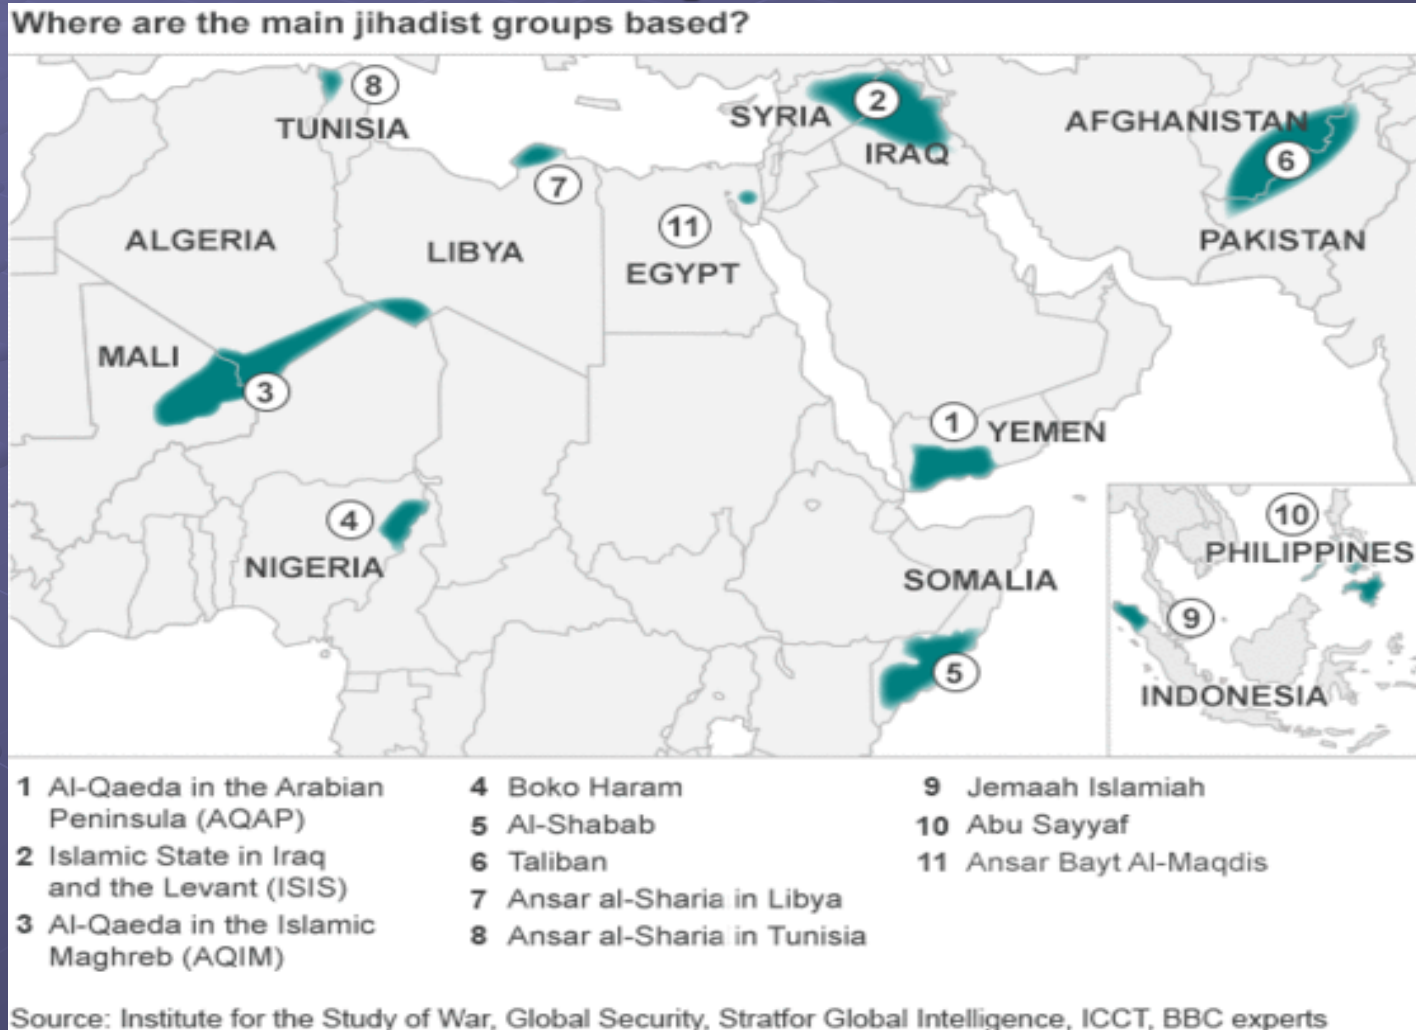 Where are the main jihadist groups based?
8
TUNISIA
SYRIA
2
IRAQ
AFGHANISTAN
6
PAKISTAN
7
ALGERIA
LIBYA
11
EGYPT
MALI
3
1
YEMEN
4
NIGERIA
SOMALIA
5
10
PHILIPPINES
9
INDONESIA
1 Al-Qaeda in the Arabian
Peninsula (AQAP)
2 Islamic State in Iraq
and the Levant (ISIS)
3 Al-Qaeda in the Islamic
Maghreb (AQIM)
4 Boko Haram
5 Al-Shabab
6 Taliban
7 Ansar al-Sharia in Libya
8 Ansar al-Sharia in Tunisia
9 Jemaah Islamiah
10 Abu Sayyaf
11 Ansar Bayt Al-Maqdis
Source: Institute for the Study of War, Global Security, Stratfor Global Intelligence, ICCT, BBC experts